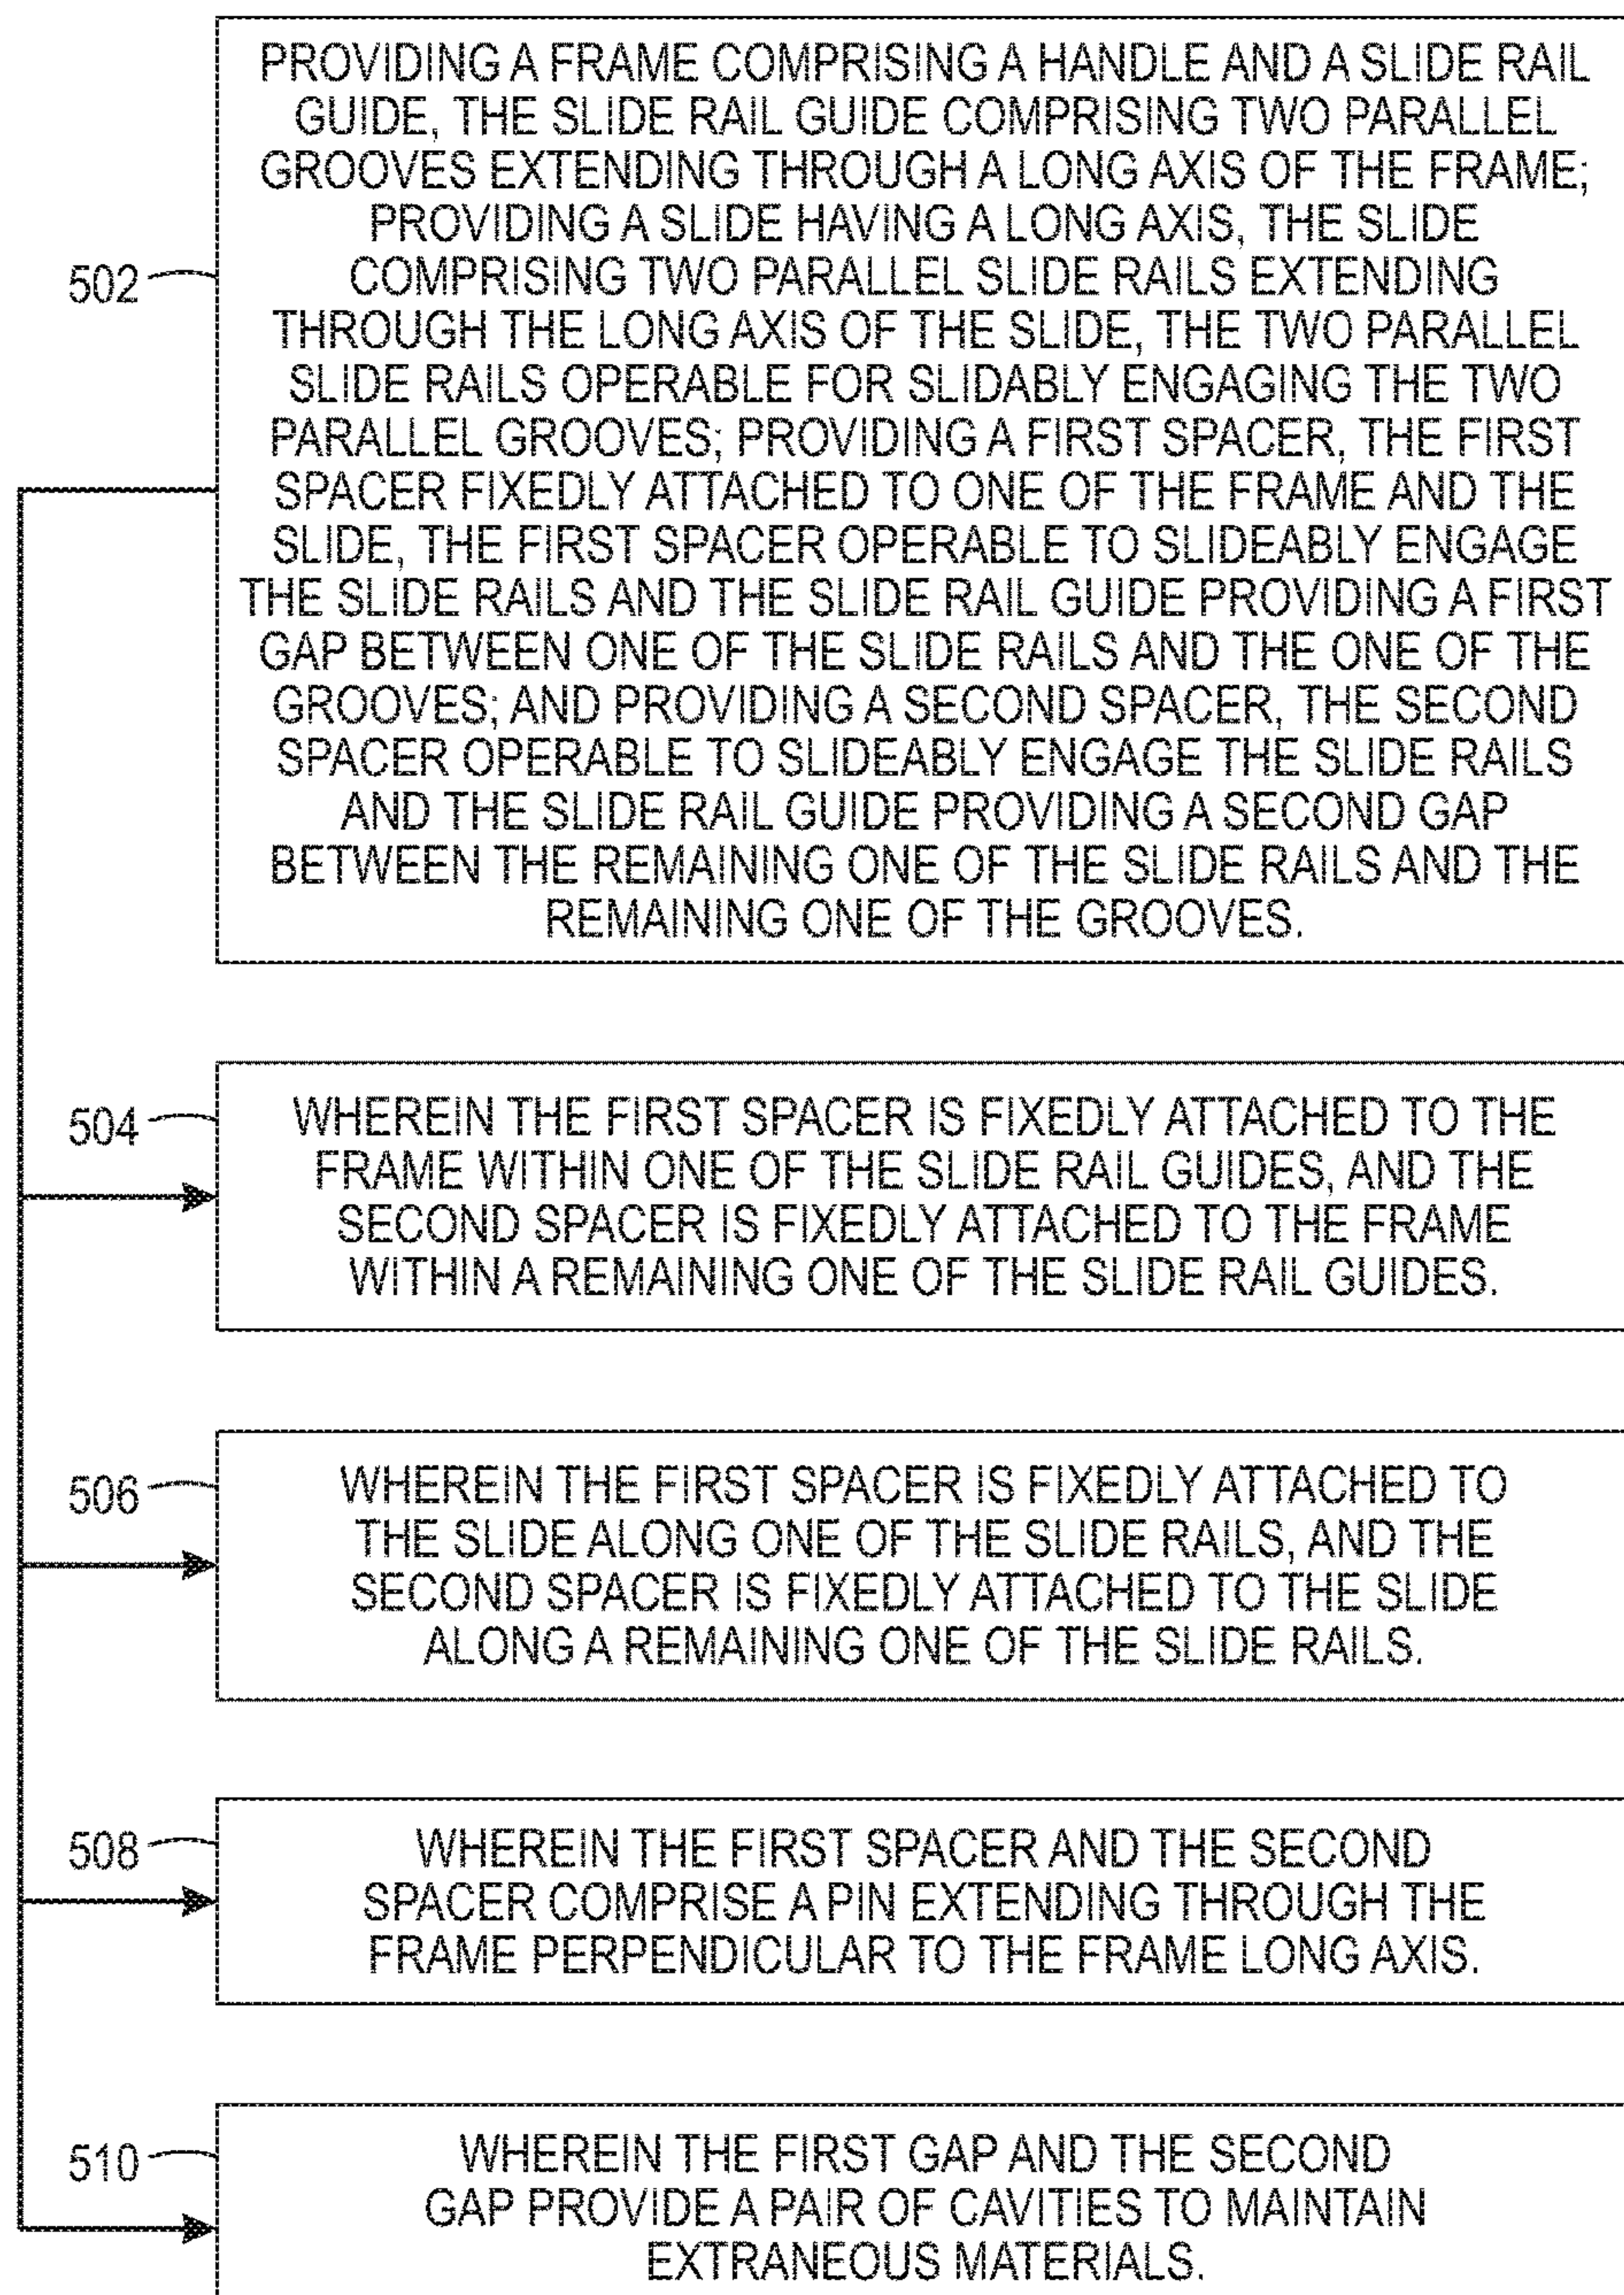 502
PROVIDING A FRAME COMPRISING A HANDLE AND A SLIDE RAIL
GUIDE, THE SLIDE RAIL GUIDE COMPRISING TWO PARALLEL
GROOVES EXTENDING THROUGH A LONG AXIS OF THE FRAME;
PROVIDING A SLIDE HAVING A LONG AXIS, THE SLIDE
COMPRISING TWO PARALLEL SLIDE RAILS EXTENDING
THROUGH THE LONG AXIS OF THE SLIDE, THE TWO PARALLEL
SLIDE RAILS OPERABLE FOR SLIDABLY ENGAGING THE TWO
PARALLEL GROOVES; PROVIDING A FIRST SPACER, THE FIRST
SPACER FIXEDLY ATTACHED TO ONE OF THE FRAME AND THE
SLIDE, THE FIRST SPACER OPERABLE TO SLIDEABLY ENGAGE
THE SLIDE RAILS AND THE SLIDE RAIL GUIDE PROVIDING A FIRST
GAP BETWEEN ONE OF THE SLIDE RAILS AND THE ONE OF THE
GROOVES; AND PROVIDING A SECOND SPACER, THE SECOND
SPACER OPERABLE TO SLIDEABLY ENGAGE THE SLIDE RAILS
AND THE SLIDE RAIL GUIDE PROVIDING A SECOND GAP
BETWEEN THE REMAINING ONE OF THE SLIDE RAILS AND THE
REMAINING ONE OF THE GROOVES.
504
WHEREIN THE FIRST SPACER IS FIXEDLY ATTACHED TO THE
FRAME WITHIN ONE OF THE SLIDE RAIL GUIDES, AND THE
SECOND SPACER IS FIXEDLY ATTACHED TO THE FRAME
WITHIN A REMAINING ONE OF THE SLIDE RAIL GUIDES.
506
WHEREIN THE FIRST SPACER IS FIXEDLY ATTACHED TO
THE SLIDE ALONG ONE OF THE SLIDE RAILS, AND THE
SECOND SPACER IS FIXEDLY ATTACHED TO THE SLIDE
ALONG A REMAINING ONE OF THE SLIDE RAILS.
508
WHEREIN THE FIRST SPACER AND THE SECOND
SPACER COMPRISE A PIN EXTENDING THROUGH THE
FRAME PERPENDICULAR TO THE FRAME LONG AXIS.
510
WHEREIN THE FIRST GAP AND THE SECOND
GAP PROVIDE A PAIR OF CAVITIES TO MAINTAIN
EXTRANEOUS MATERIALS.